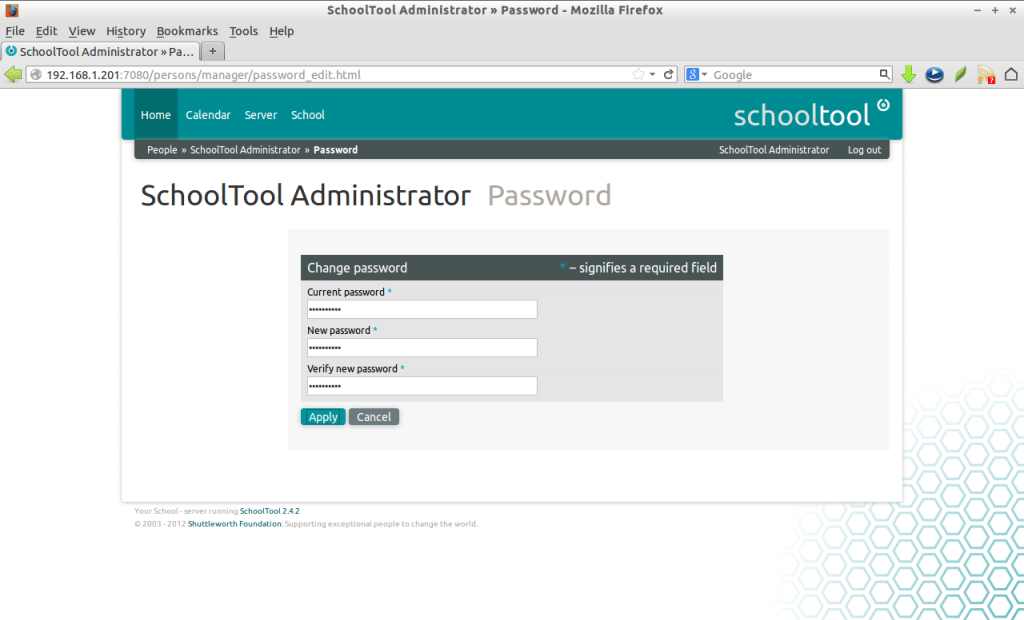 SchoolTool Administrator » Password - Mozilla Firefox
File Edit View History Bookmarks Tools Help
SchoolTool Administrator » Pa...
192.168.1.201:7080/persons/manager/password_edit.html
Google
Home Calendar Server School
schooltool
People » SchoolTool Administrator » Password
SchoolTool Administrator Log out
SchoolTool Administrator Password
Change password * – signifies a required field
Current password *
••••••••••
New password *
••••••••••
Verify new password *
••••••••••
Apply Cancel
Your School - server running SchoolTool 2.4.2
© 2003 - 2012 Shuttleworth Foundation: Supporting exceptional people to change the world.